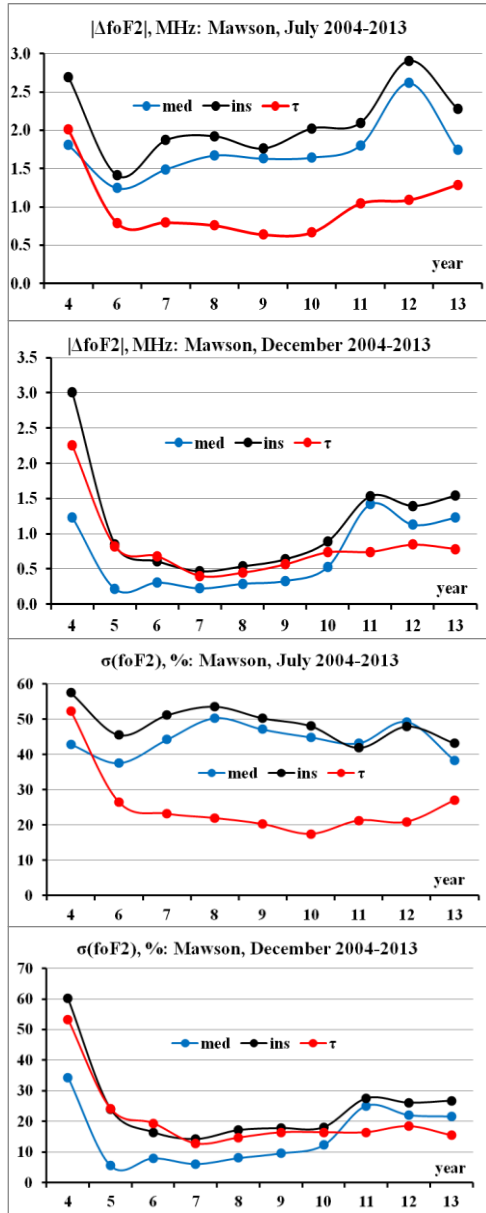 |ΔfoF2|, MHz: Mawson, July 2004-2013
3.0
2.5
2.0
1.5
1.0
0.5
0.0
med ins τ
year
4 6 7 8 9 10 11 12 13
|ΔfoF2|, MHz: Mawson, December 2004-2013
3.5
3.0
2.5
2.0
1.5
1.0
0.5
0.0
med ins τ
4 5 6 7 8 9 10 11 12 13
σ(foF2), %: Mawson, July 2004-2013
60
50
40
30
20
10
0
med ins τ
year
4 6 7 8 9 10 11 12 13
σ(foF2), %: Mawson, December 2004-2013
70
60
50
40
30
20
10
0
med ins τ
4 5 6 7 8 9 10 11 12 13